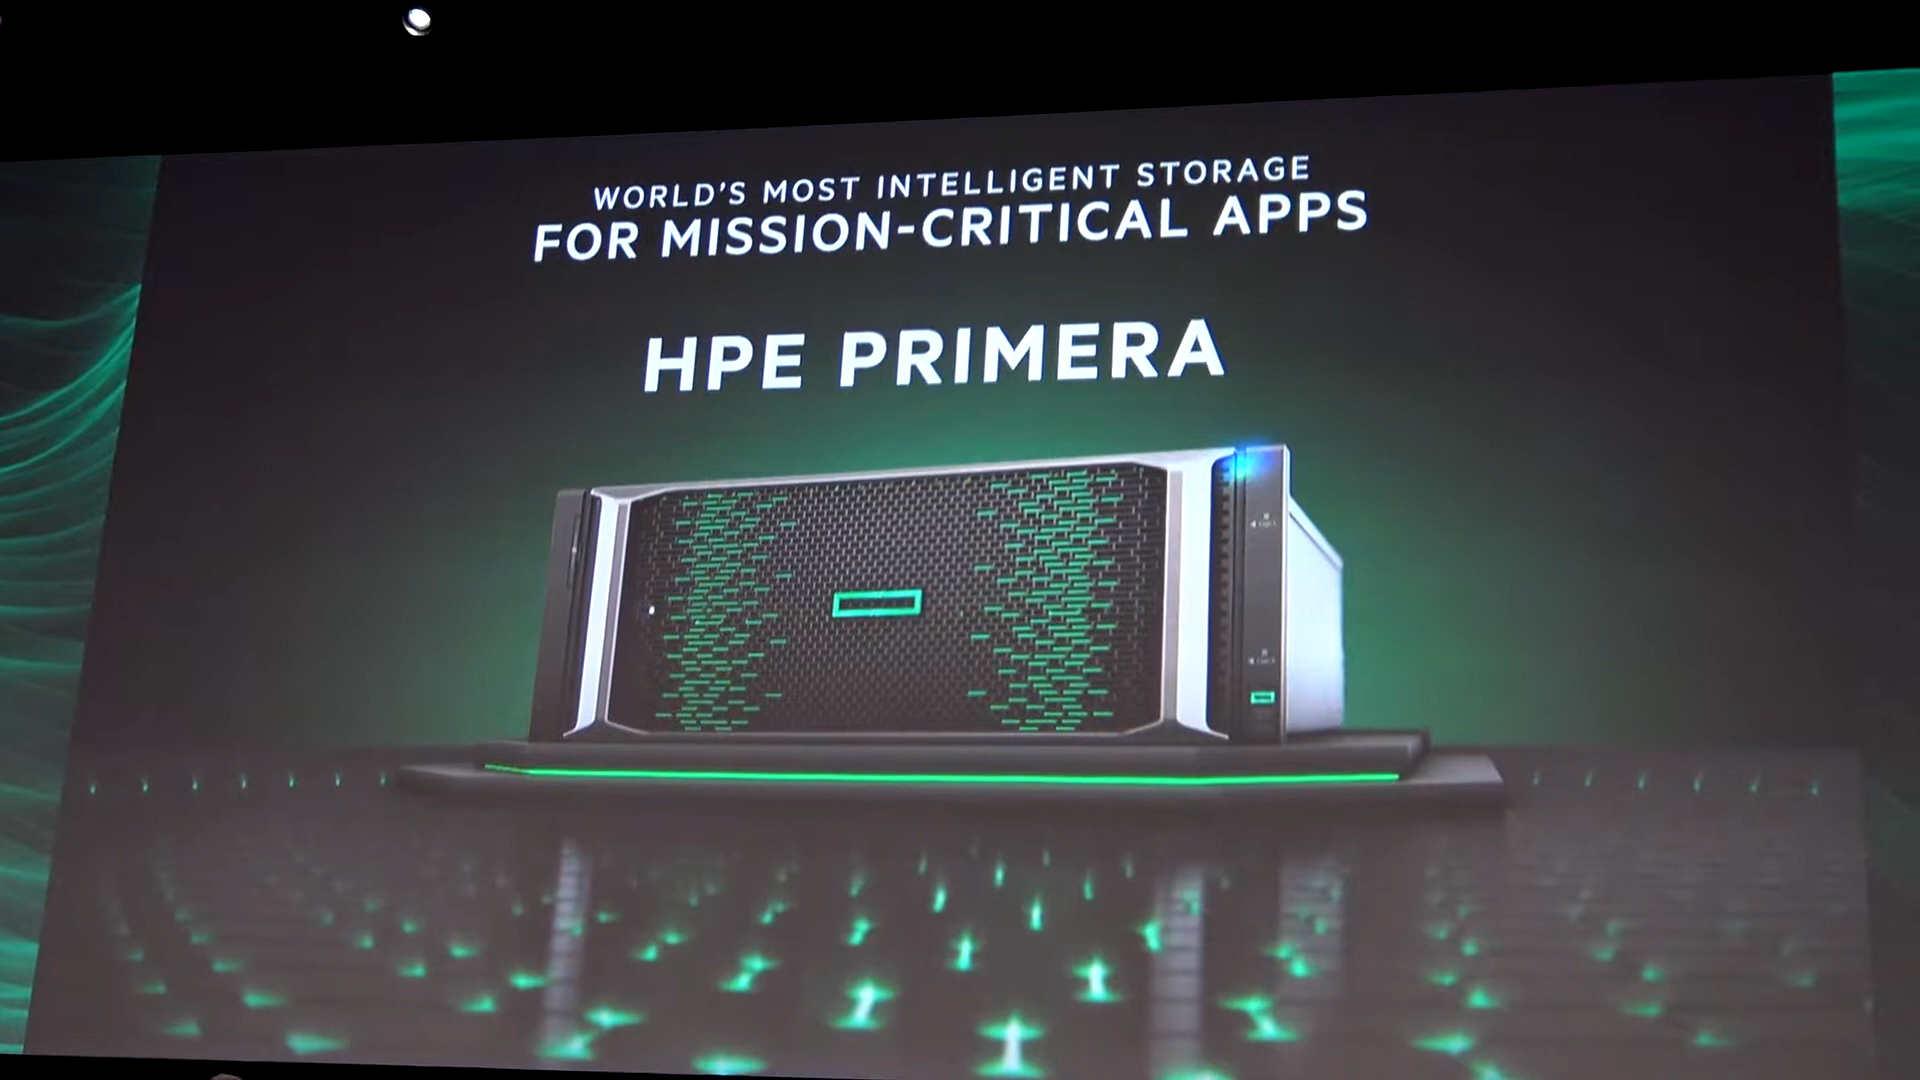 WORLD'S MOST INTELLIGENT STORAGE
FOR MISSION-CRITICAL APPS
HPE PRIMERA